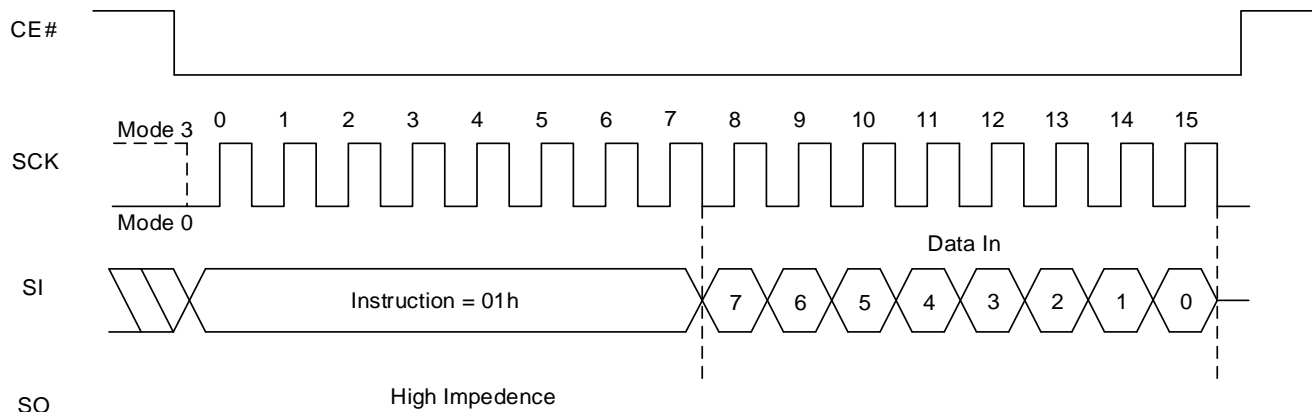 CE#
Mode 3
0 1 2 3 4 5 6 7 8 9 10 11 12 13 14 15
SCK
Mode 0
Data In
SI
Instruction = 01h
7 6 5 4 3 2 1 0
High Impedence
SO